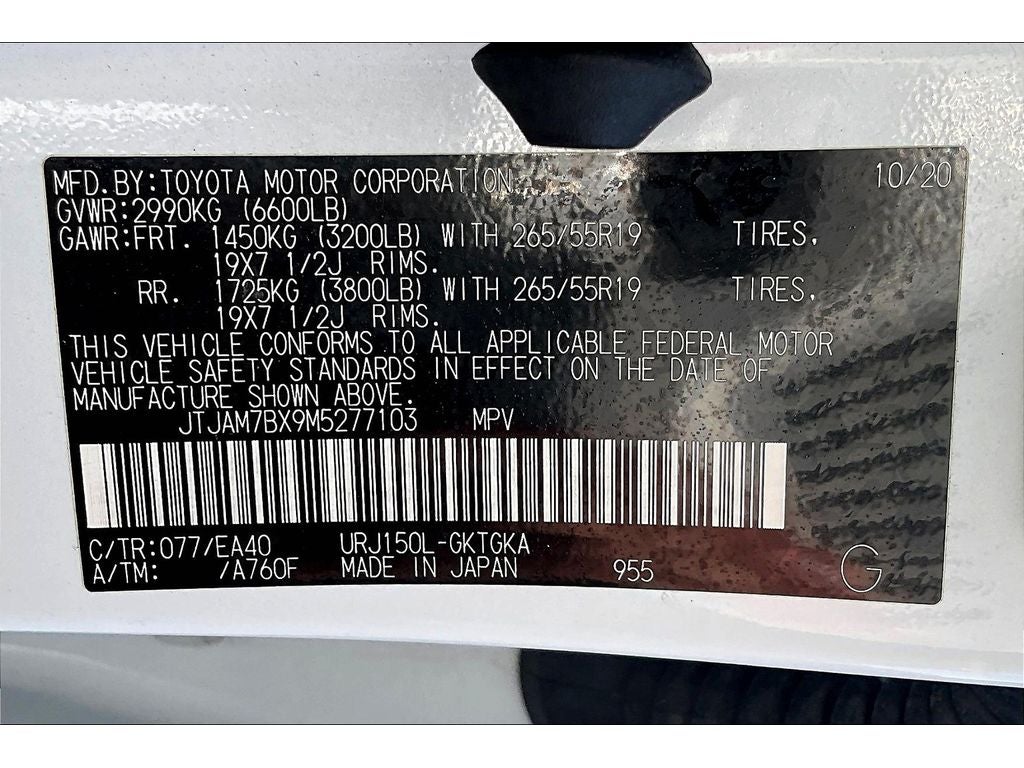 MFD.BY:TOYOTA MOTOR CORPORATION 10/20
GVWR:2990KG (6600LB)
GAWR:FRT. 1450KG (3200LB) WITH 265/55R19 TIRES,
19X7 1/2J RIMS.
RR. 1725KG (3800LB) WITH 265/55R19 TIRES,
19X7 1/2J RIMS.
THIS VEHICLE CONFORMS TO ALL APPLICABLE FEDERAL MOTOR
VEHICLE SAFETY STANDARDS IN EFFECT ON THE DATE OF
MANUFACTURE SHOWN ABOVE.
JTJAM7BX9M5277103 MPV
C/TR:077/EA40 URJ150L-GKTGKA
A/TM: /A760F MADE IN JAPAN 955 G